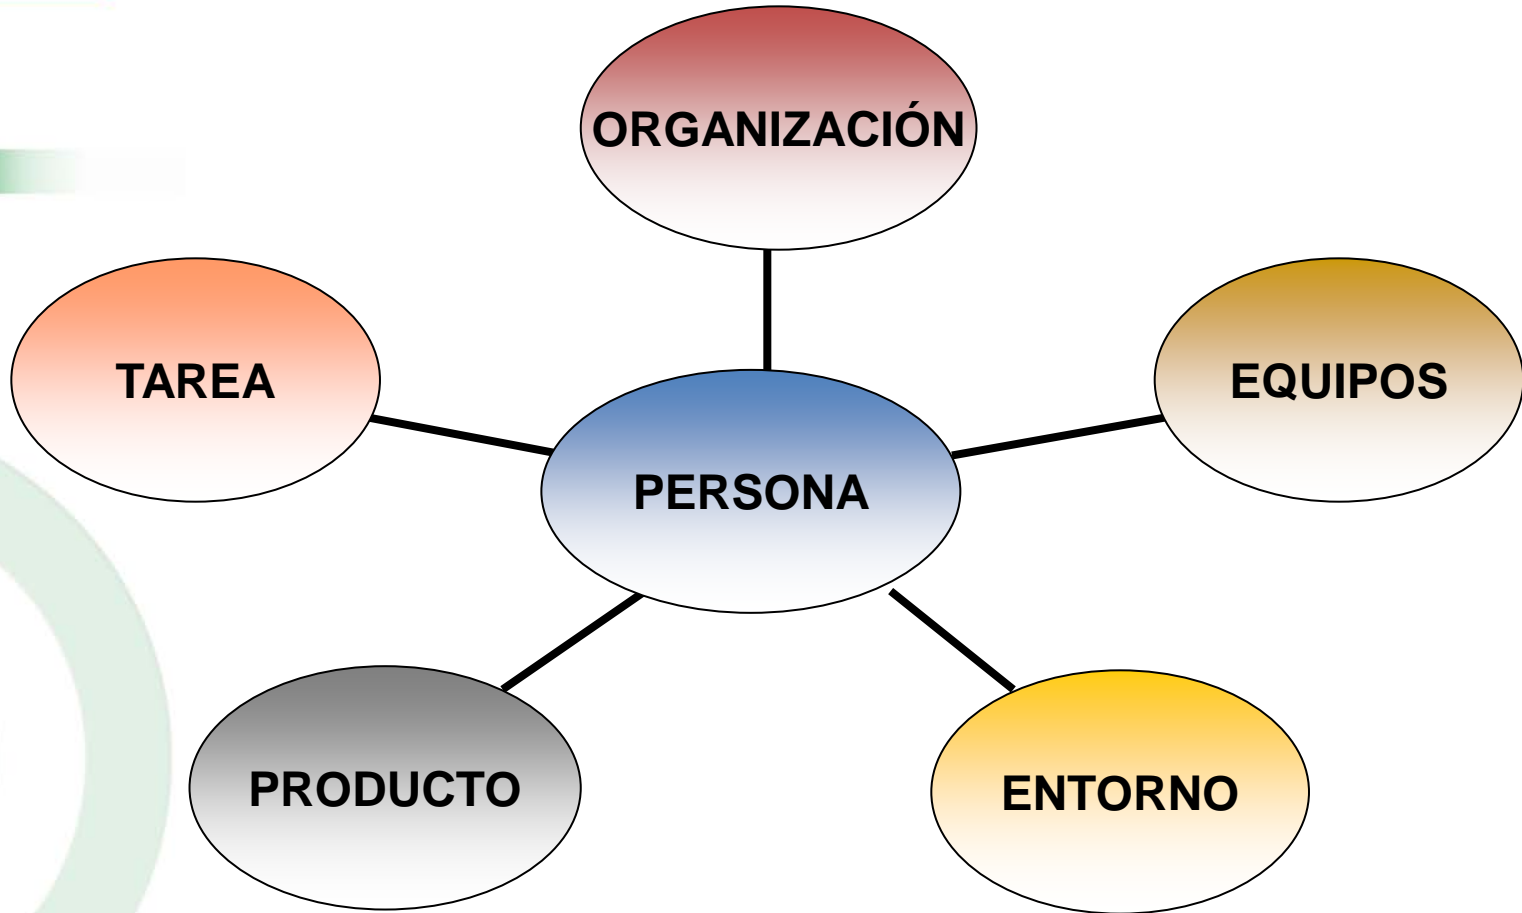 ORGANIZACIÓN
TAREA
EQUIPOS
PERSONA
PRODUCTO
ENTORNO